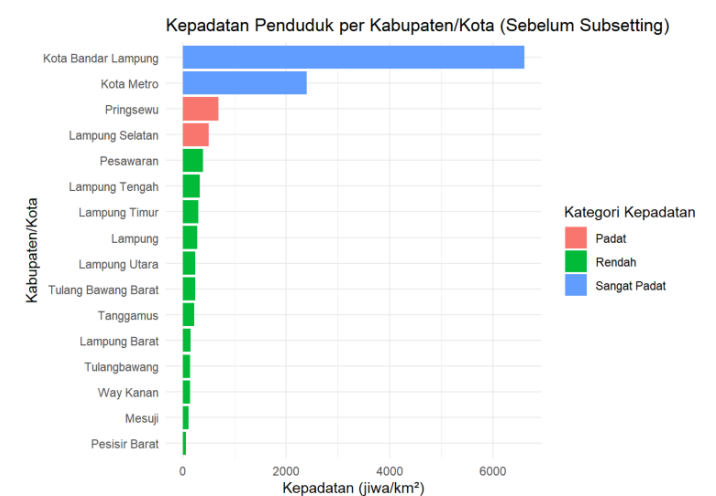 Kepadatan Penduduk per Kabupaten/Kota (Sebelum Subsetting)
Kabupaten/Kota
Kota Bandar Lampung
Kota Metro
Pringsewu
Lampung Selatan
Pesawaran
Lampung Tengah
Lampung Timur
Lampung
Lampung Utara
Tulang Bawang Barat
Tanggamus
Lampung Barat
Tulangbawang
Way Kanan
Mesuji
Pesisir Barat
0 2000 4000 6000
Kepadatan (jiwa/km²)
Kategori Kepadatan
Padat
Rendah
Sangat Padat